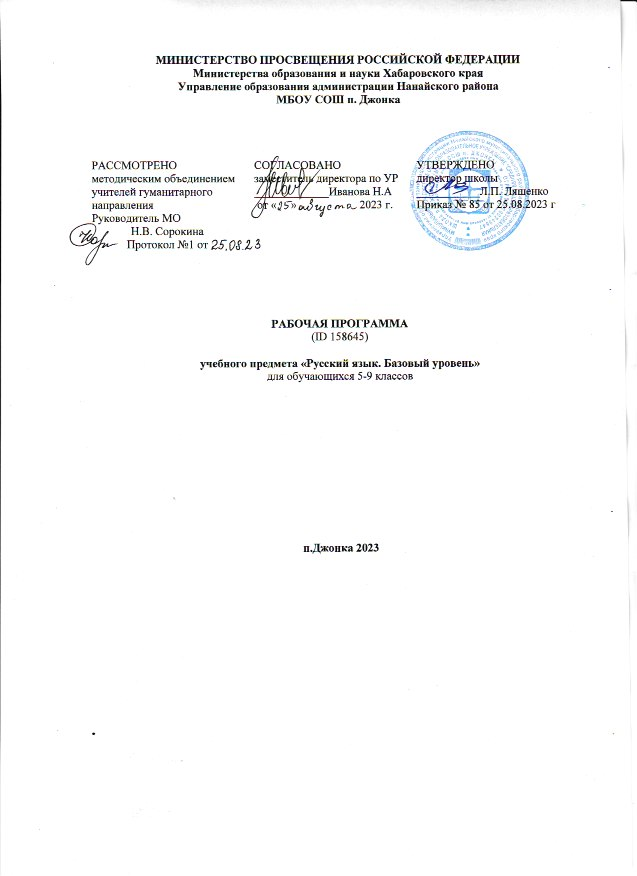 МИНИСТЕРСТВО ПРОСВЕЩЕНИЯ РОССИЙСКОЙ ФЕДЕРАЦИИ
Министерства образования и науки Хабаровского края
Управление образования администрации Нанайского района
МБОУ СОШ п. Джонка
РАССМОТРЕНО
методическим объединением
учителей гуманитарного
направления
Руководитель МО
Н.В. Сорокина
Протокол №1 от 25.08.23
СОГЛАСОВАНО
заместитель директора по УР
Иванова Н.А
от «25» августа 2023 г.
УТВЕРЖДЕНО
директор школы
Л.П. Лященко
Приказ № 85 от 25.08.2023 г
РАБОЧАЯ ПРОГРАММА
(ID 158645)
учебного предмета «Русский язык. Базовый уровень»
для обучающихся 5-9 классов
п.Джонка 2023